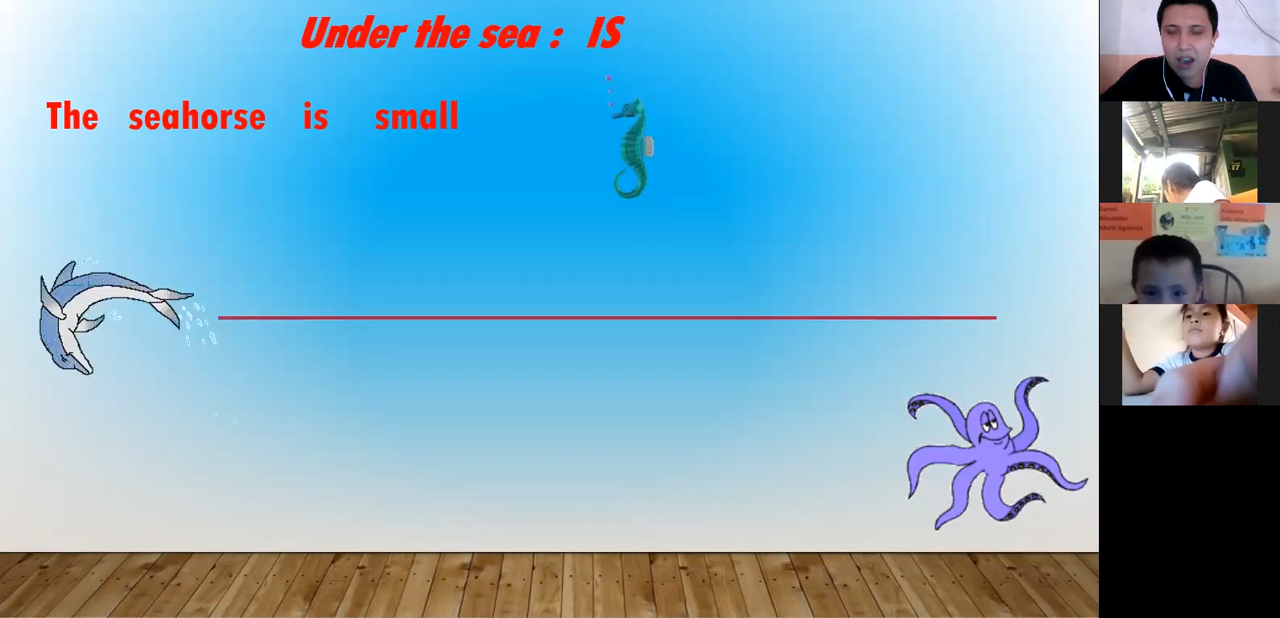 Under the sea : IS
The seahorse is small